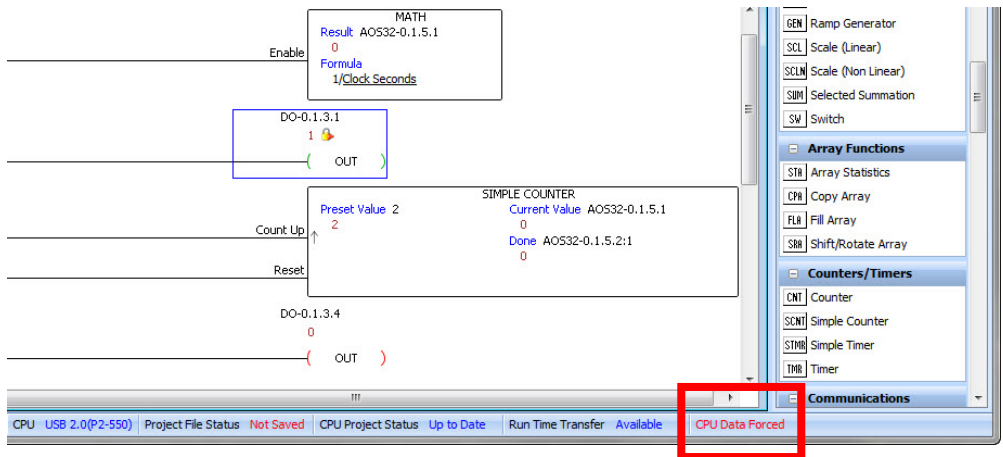 MATH
Result AOS32-0.1.5.1
0
Enable
Formula
1/Clock Seconds
DO-0.1.3.1
1
( OUT )
SIMPLE COUNTER
Preset Value 2 Current Value AOS32-0.1.5.1
2 0
Count Up
Done AOS32-0.1.5.2:1
0
Reset
DO-0.1.3.4
0
( OUT )
GEN Ramp Generator
SCL Scale (Linear)
SCLN Scale (Non Linear)
SUM Selected Summation
SW Switch
Array Functions
STA Array Statistics
CPA Copy Array
FLA Fill Array
SRA Shift/Rotate Array
Counters/Timers
CNT Counter
SCNT Simple Counter
STMR Simple Timer
TMR Timer
Communications
CPU USB 2.0(P2-550) Project File Status Not Saved CPU Project Status Up to Date Run Time Transfer Available CPU Data Forced